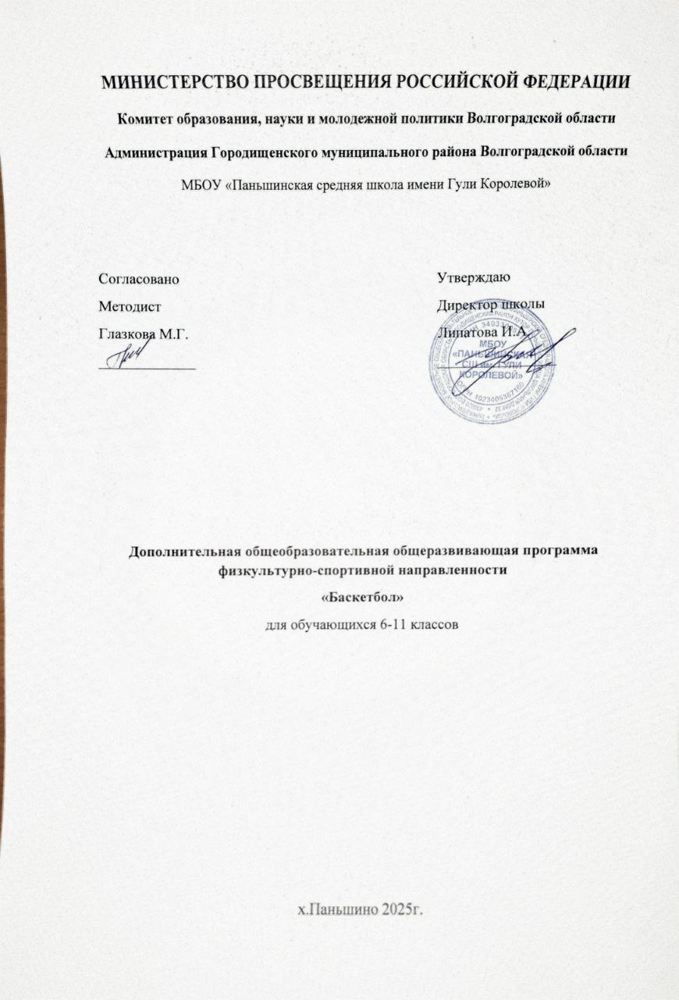 МИНИСТЕРСТВО ПРОСВЕЩЕНИЯ РОССИЙСКОЙ ФЕДЕРАЦИИ
Комитет образования, науки и молодежной политики Волгоградской области
Администрация Городищенского муниципального района Волгоградской области
МБОУ «Паньшинская средняя школа имени Гули Королевой»
Согласовано
Методист
Глазкова М.Г.
Утверждаю
Директор школы
Липатова И.А.
МБОУ
«ПАНЬШИНСКАЯ
СШ им. ГУЛИ
КОРОЛЕВОЙ»
ОГРН 1023405367180
Дополнительная общеобразовательная общеразвивающая программа
физкультурно-спортивной направленности
«Баскетбол»
для обучающихся 6-11 классов
х.Паньшино 2025г.